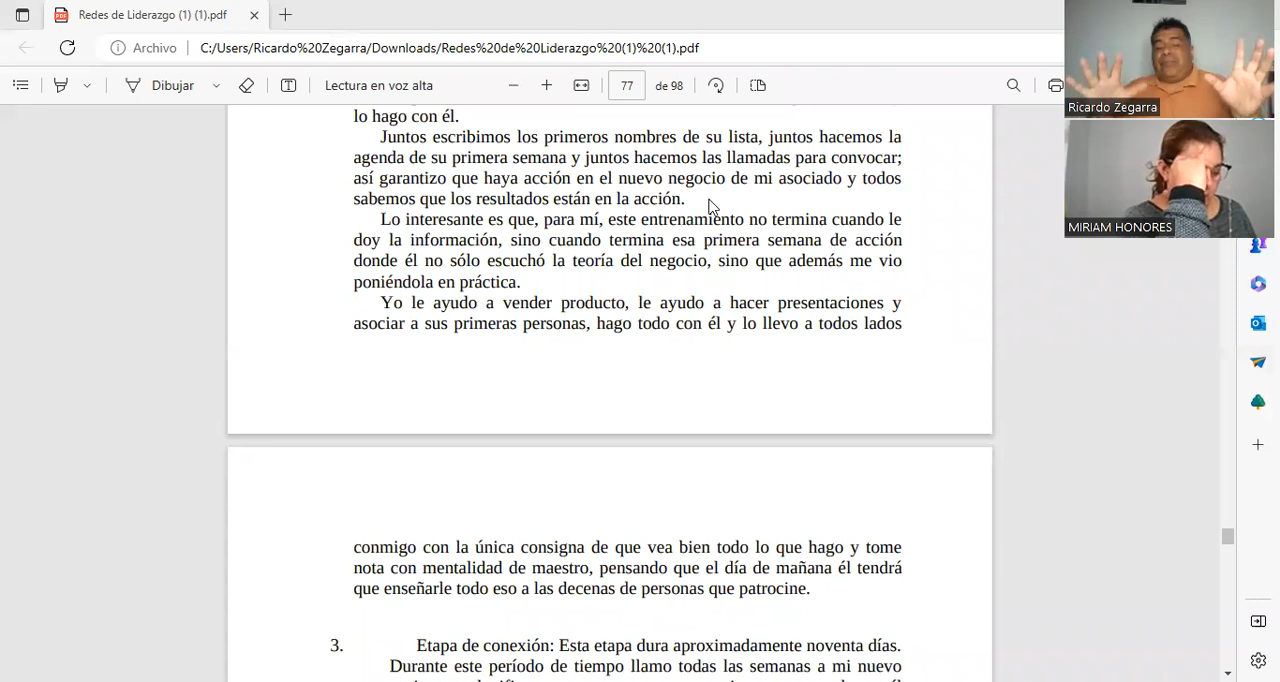 Redes de Liderazgo (1) (1).pdf
Archivo
C:/Users/Ricardo%20Zegarra/Downloads/Redes%20de%20Liderazgo%20(1)%20(1).pdf
Dibujar
Lectura en voz alta
77
de 98
lo hago con él.
Juntos escribimos los primeros nombres de su lista, juntos hacemos la
agenda de su primera semana y juntos hacemos las llamadas para convocar;
así garantizo que haya acción en el nuevo negocio de mi asociado y todos
sabemos que los resultados están en la acción.
Lo interesante es que, para mí, este entrenamiento no termina cuando le
doy la información, sino cuando termina esa primera semana de acción
donde él no sólo escuchó la teoría del negocio, sino que además me vio
poniéndola en práctica.
Yo le ayudo a vender producto, le ayudo a hacer presentaciones y
asociar a sus primeras personas, hago todo con él y lo llevo a todos lados
conmigo con la única consigna de que vea bien todo lo que hago y tome
nota con mentalidad de maestro, pensando que el día de mañana él tendrá
que enseñarle todo eso a las decenas de personas que patrocine.
3. Etapa de conexión: Esta etapa dura aproximadamente noventa días.
Durante este período de tiempo llamo todas las semanas a mi nuevo
Ricardo Zegarra
MIRIAM HONORES